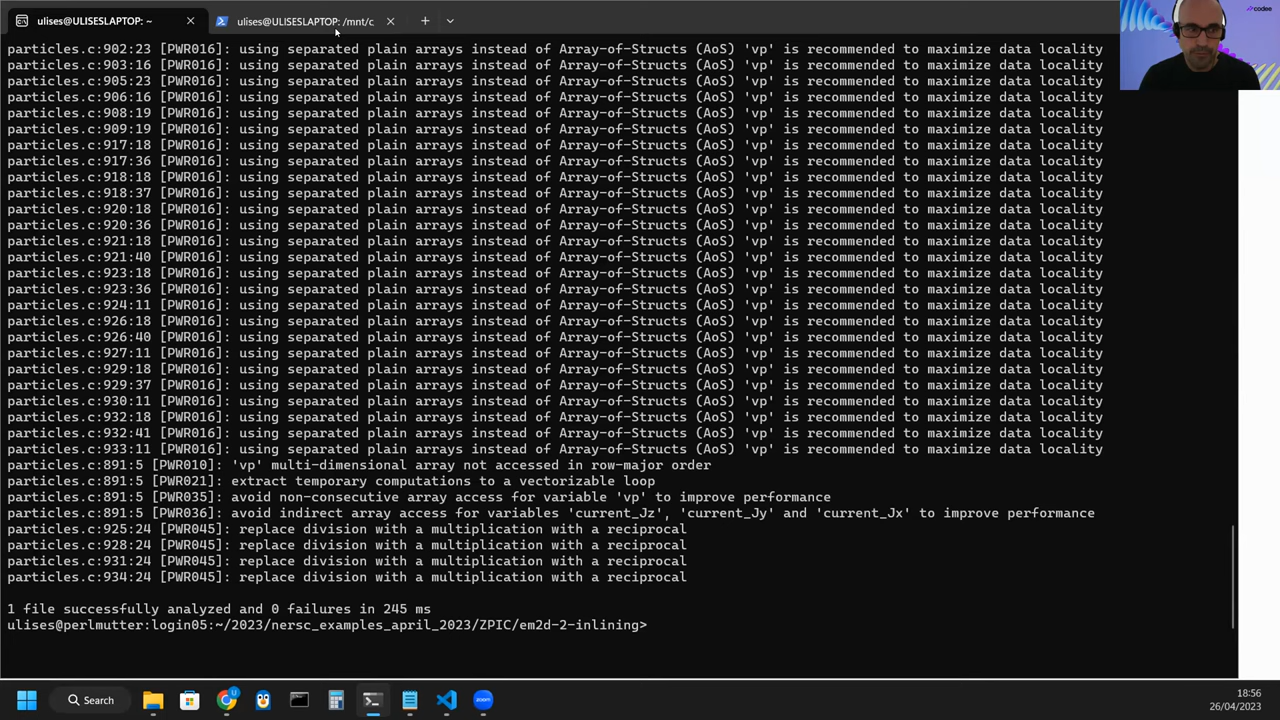 ulises@ULISESLAPTOP: ~
ulises@ULISESLAPTOP: /mnt/c
codee
particles.c:902:23 [PWR016]: using separated plain arrays instead of Array-of-Structs (AoS) 'vp' is recommended to maximize data locality
particles.c:903:16 [PWR016]: using separated plain arrays instead of Array-of-Structs (AoS) 'vp' is recommended to maximize data locality
particles.c:905:23 [PWR016]: using separated plain arrays instead of Array-of-Structs (AoS) 'vp' is recommended to maximize data locality
particles.c:906:16 [PWR016]: using separated plain arrays instead of Array-of-Structs (AoS) 'vp' is recommended to maximize data locality
particles.c:908:19 [PWR016]: using separated plain arrays instead of Array-of-Structs (AoS) 'vp' is recommended to maximize data locality
particles.c:909:19 [PWR016]: using separated plain arrays instead of Array-of-Structs (AoS) 'vp' is recommended to maximize data locality
particles.c:917:18 [PWR016]: using separated plain arrays instead of Array-of-Structs (AoS) 'vp' is recommended to maximize data locality
particles.c:917:36 [PWR016]: using separated plain arrays instead of Array-of-Structs (AoS) 'vp' is recommended to maximize data locality
particles.c:918:18 [PWR016]: using separated plain arrays instead of Array-of-Structs (AoS) 'vp' is recommended to maximize data locality
particles.c:918:37 [PWR016]: using separated plain arrays instead of Array-of-Structs (AoS) 'vp' is recommended to maximize data locality
particles.c:920:18 [PWR016]: using separated plain arrays instead of Array-of-Structs (AoS) 'vp' is recommended to maximize data locality
particles.c:920:36 [PWR016]: using separated plain arrays instead of Array-of-Structs (AoS) 'vp' is recommended to maximize data locality
particles.c:921:18 [PWR016]: using separated plain arrays instead of Array-of-Structs (AoS) 'vp' is recommended to maximize data locality
particles.c:921:40 [PWR016]: using separated plain arrays instead of Array-of-Structs (AoS) 'vp' is recommended to maximize data locality
particles.c:923:18 [PWR016]: using separated plain arrays instead of Array-of-Structs (AoS) 'vp' is recommended to maximize data locality
particles.c:923:36 [PWR016]: using separated plain arrays instead of Array-of-Structs (AoS) 'vp' is recommended to maximize data locality
particles.c:924:11 [PWR016]: using separated plain arrays instead of Array-of-Structs (AoS) 'vp' is recommended to maximize data locality
particles.c:926:18 [PWR016]: using separated plain arrays instead of Array-of-Structs (AoS) 'vp' is recommended to maximize data locality
particles.c:926:40 [PWR016]: using separated plain arrays instead of Array-of-Structs (AoS) 'vp' is recommended to maximize data locality
particles.c:927:11 [PWR016]: using separated plain arrays instead of Array-of-Structs (AoS) 'vp' is recommended to maximize data locality
particles.c:929:18 [PWR016]: using separated plain arrays instead of Array-of-Structs (AoS) 'vp' is recommended to maximize data locality
particles.c:929:37 [PWR016]: using separated plain arrays instead of Array-of-Structs (AoS) 'vp' is recommended to maximize data locality
particles.c:930:11 [PWR016]: using separated plain arrays instead of Array-of-Structs (AoS) 'vp' is recommended to maximize data locality
particles.c:932:18 [PWR016]: using separated plain arrays instead of Array-of-Structs (AoS) 'vp' is recommended to maximize data locality
particles.c:932:41 [PWR016]: using separated plain arrays instead of Array-of-Structs (AoS) 'vp' is recommended to maximize data locality
particles.c:933:11 [PWR016]: using separated plain arrays instead of Array-of-Structs (AoS) 'vp' is recommended to maximize data locality
particles.c:891:5 [PWR010]: 'vp' multi-dimensional array not accessed in row-major order
particles.c:891:5 [PWR021]: extract temporary computations to a vectorizable loop
particles.c:891:5 [PWR035]: avoid non-consecutive array access for variable 'vp' to improve performance
particles.c:891:5 [PWR036]: avoid indirect array access for variables 'current_Jz', 'current_Jy' and 'current_Jx' to improve performance
particles.c:925:24 [PWR045]: replace division with a multiplication with a reciprocal
particles.c:928:24 [PWR045]: replace division with a multiplication with a reciprocal
particles.c:931:24 [PWR045]: replace division with a multiplication with a reciprocal
particles.c:934:24 [PWR045]: replace division with a multiplication with a reciprocal
1 file successfully analyzed and 0 failures in 245 ms
ulises@perlmutter:login05:~/2023/nersc_examples_april_2023/ZPIC/em2d-2-inlining>
Search
U
zoom
18:56
26/04/2023